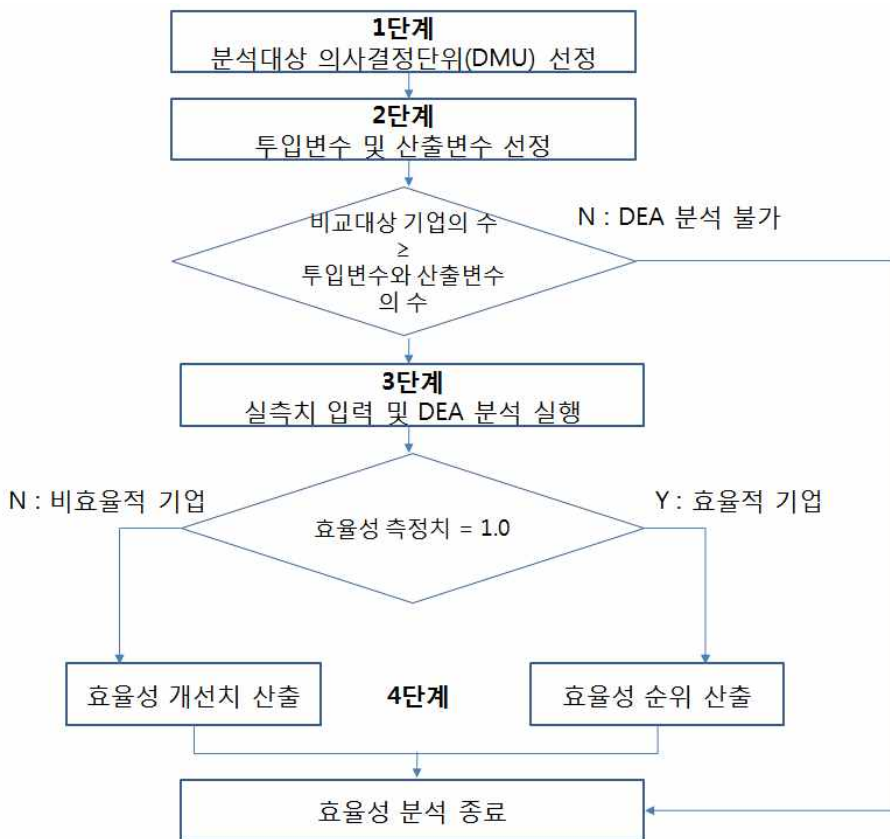 1단계
분석대상 의사결정단위(DMU) 선정
2단계
투입변수 및 산출변수 선정
비교대상 기업의 수
≥
투입변수와 산출변수
의 수
N : DEA 분석 불가
3단계
실측치 입력 및 DEA 분석 실행
N : 비효율적 기업
Y : 효율적 기업
효율성 측정치 = 1.0
효율성 개선치 산출
4단계
효율성 순위 산출
효율성 분석 종료